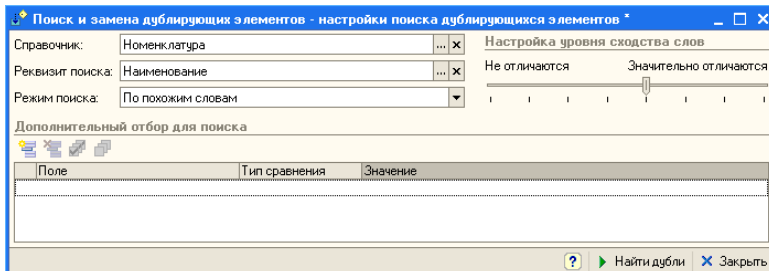 Поиск и замена дублирующих элементов - настройки поиска дублирующихся элементов *
Справочник: Номенклатура ... x
Настройка уровня сходства слов
Реквизит поиска: Наименование ... x
Не отличаются Значительно отличаются
Режим поиска: По похожим словам
Дополнительный отбор для поиска
Поле Тип сравнения Значение
? Найти дубли Закрыть